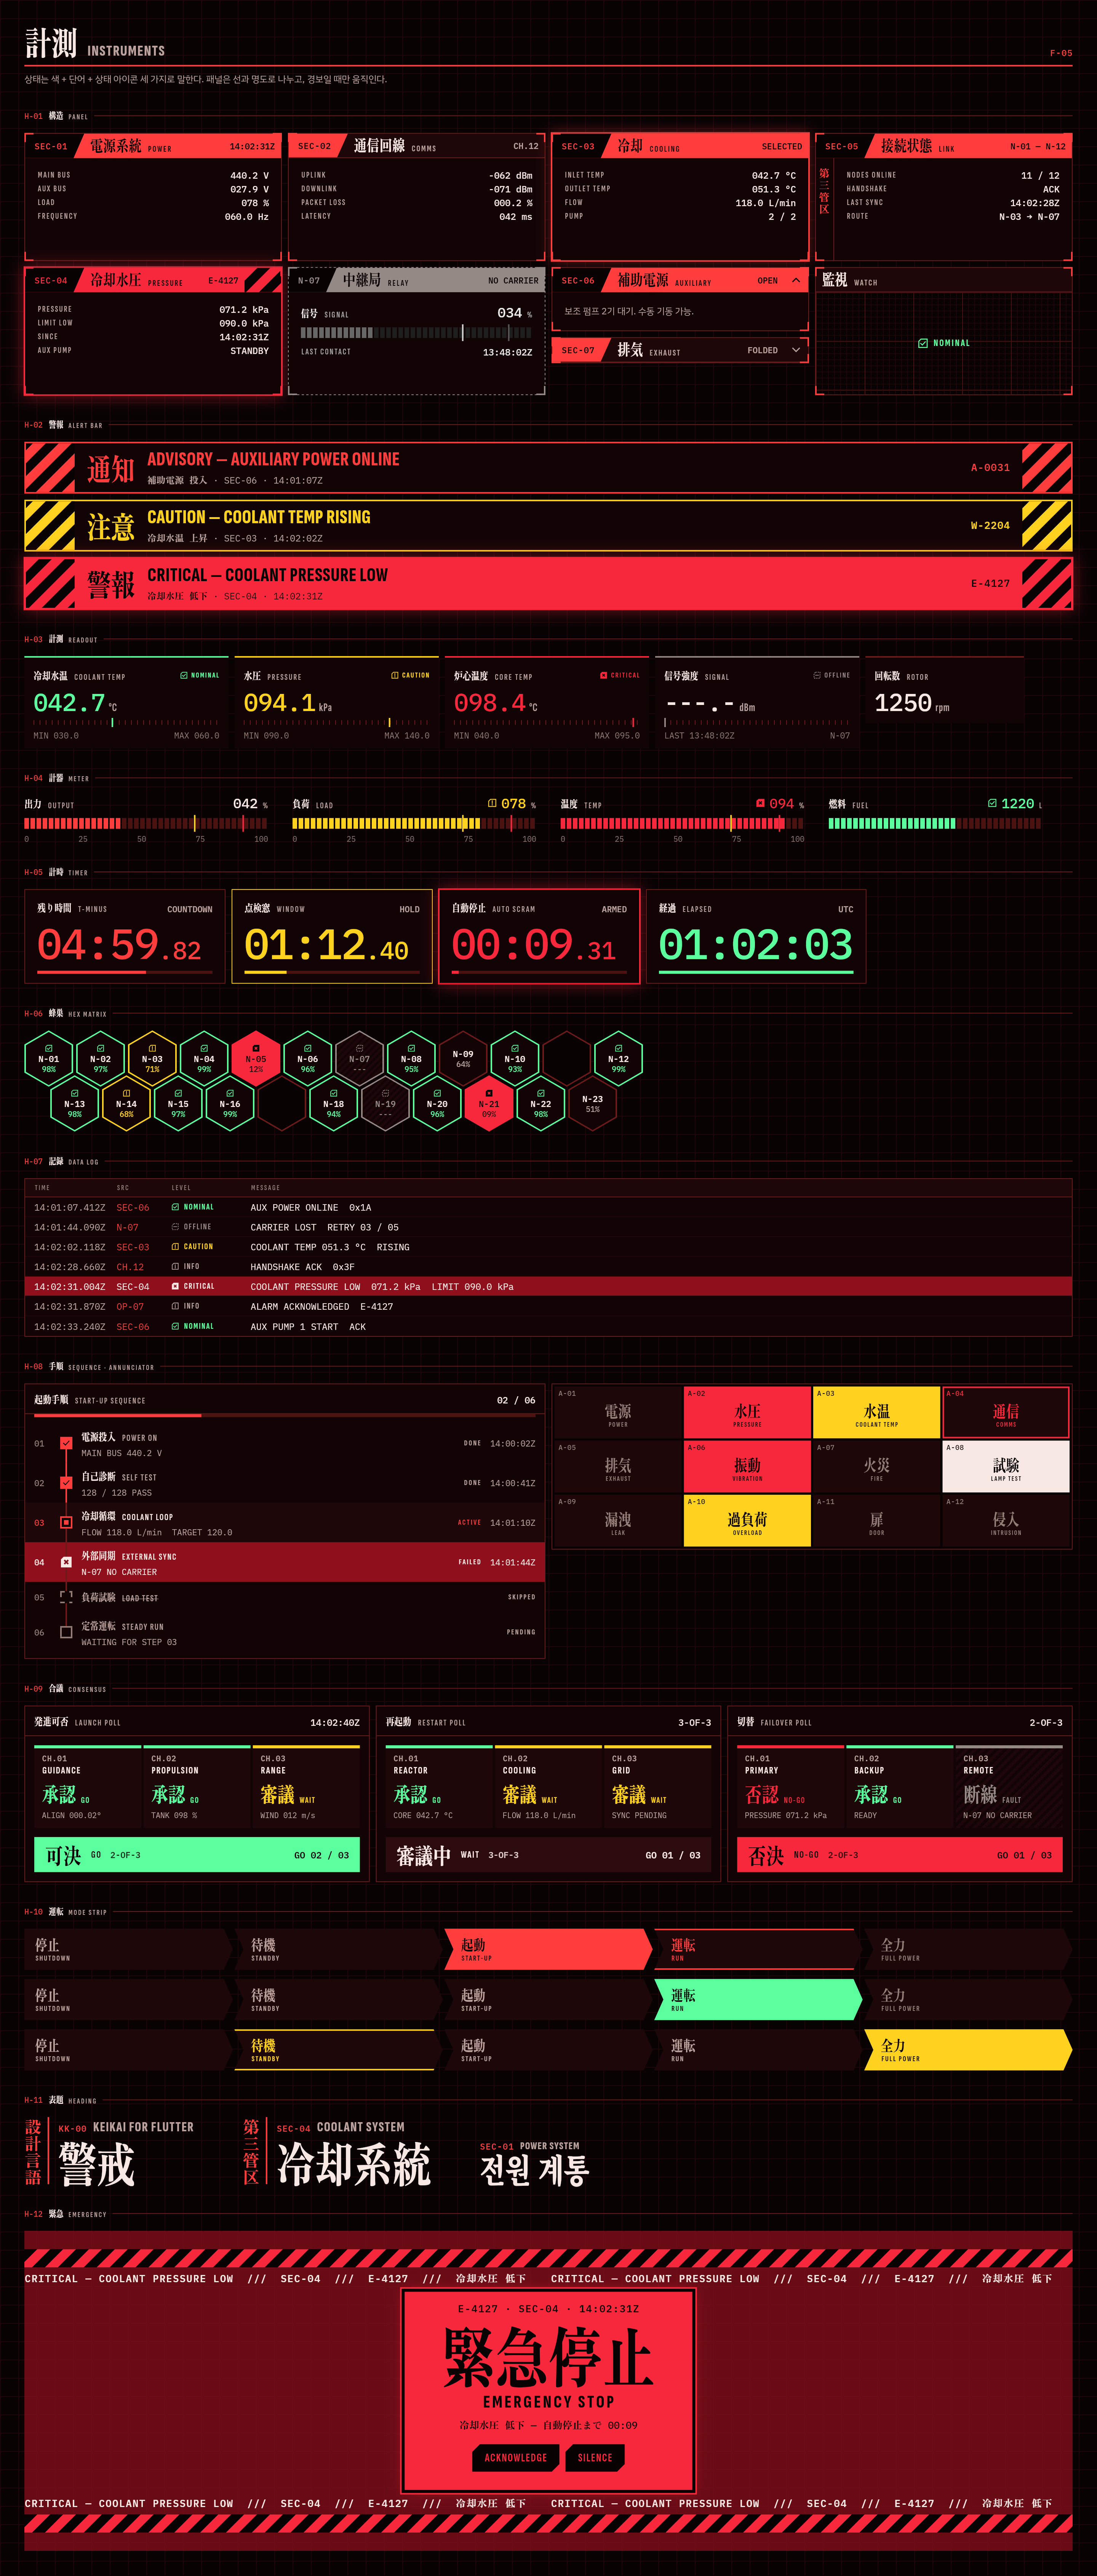 計測 INSTRUMENTS F-05
상태는 색 + 단어 + 상태 아이콘 세 가지로 말한다. 패널은 선과 명도로 나누고, 경보일 때만 움직인다.
H-01 構造 PANEL
SEC-01 電源系統 POWER 14:02:31Z
MAIN BUS 440.2 V
AUX BUS 027.9 V
LOAD 078 %
FREQUENCY 060.0 Hz
SEC-02 通信回線 COMMS CH.12
UPLINK -062 dBm
DOWNLINK -071 dBm
PACKET LOSS 000.2 %
LATENCY 042 ms
SEC-03 冷却 COOLING SELECTED
INLET TEMP 042.7 °C
OUTLET TEMP 051.3 °C
FLOW 118.0 L/min
PUMP 2 / 2
SEC-05 接続状態 LINK N-01 — N-12
第三管区
NODES ONLINE 11 / 12
HANDSHAKE ACK
LAST SYNC 14:02:28Z
ROUTE N-03 → N-07
SEC-04 冷却水圧 PRESSURE E-4127
PRESSURE 071.2 kPa
LIMIT LOW 090.0 kPa
SINCE 14:02:31Z
AUX PUMP STANDBY
N-07 中継局 RELAY NO CARRIER
信号 SIGNAL 034 %
LAST CONTACT 13:48:02Z
SEC-06 補助電源 AUXILIARY OPEN
보조 펌프 2기 대기. 수동 기동 가능.
SEC-07 排気 EXHAUST FOLDED
監視 WATCH
NOMINAL
H-02 警報 ALERT BAR
通知 ADVISORY — AUXILIARY POWER ONLINE A-0031
補助電源 投入 · SEC-06 · 14:01:07Z
注意 CAUTION — COOLANT TEMP RISING W-2204
冷却水温 上昇 · SEC-03 · 14:02:02Z
警報 CRITICAL — COOLANT PRESSURE LOW E-4127
冷却水圧 低下 · SEC-04 · 14:02:31Z
H-03 計測 READOUT
冷却水温 COOLANT TEMP NOMINAL
042.7 °C
MIN 030.0 MAX 060.0
水圧 PRESSURE CAUTION
094.1 kPa
MIN 090.0 MAX 140.0
炉心温度 CORE TEMP CRITICAL
098.4 °C
MIN 040.0 MAX 095.0
信号強度 SIGNAL OFFLINE
---.- dBm
LAST 13:48:02Z N-07
回転数 ROTOR
1250 rpm
H-04 計器 METER
出力 OUTPUT 042 %
0 25 50 75 100
負荷 LOAD 078 %
0 25 50 75 100
温度 TEMP 094 %
0 25 50 75 100
燃料 FUEL 1220 L
H-05 計時 TIMER
残り時間 T-MINUS COUNTDOWN
04:59.82
点検窓 WINDOW HOLD
01:12.40
自動停止 AUTO SCRAM ARMED
00:09.31
経過 ELAPSED UTC
01:02:03
H-06 蜂巣 HEX MATRIX
N-01 N-02 N-03 N-04 N-05 N-06 N-07 N-08 N-09 N-10 N-12
98% 97% 71% 99% 12% 96% --- 95% 64% 93% 99%
N-13 N-14 N-15 N-16 N-18 N-19 N-20 N-21 N-22 N-23
98% 68% 97% 99% 94% --- 96% 09% 98% 51%
H-07 記録 DATA LOG
TIME SRC LEVEL MESSAGE
14:01:07.412Z SEC-06 NOMINAL AUX POWER ONLINE 0x1A
14:01:44.090Z N-07 OFFLINE CARRIER LOST RETRY 03 / 05
14:02:02.118Z SEC-03 CAUTION COOLANT TEMP 051.3 °C RISING
14:02:28.660Z CH.12 INFO HANDSHAKE ACK 0x3F
14:02:31.004Z SEC-04 CRITICAL COOLANT PRESSURE LOW 071.2 kPa LIMIT 090.0 kPa
14:02:31.870Z OP-07 INFO ALARM ACKNOWLEDGED E-4127
14:02:33.240Z SEC-06 NOMINAL AUX PUMP 1 START ACK
H-08 手順 SEQUENCE · ANNUNCIATOR
起動手順 START-UP SEQUENCE 02 / 06
01 電源投入 POWER ON DONE 14:00:02Z
MAIN BUS 440.2 V
02 自己診断 SELF TEST DONE 14:00:41Z
128 / 128 PASS
03 冷却循環 COOLANT LOOP ACTIVE 14:01:10Z
FLOW 118.0 L/min TARGET 120.0
04 外部同期 EXTERNAL SYNC FAILED 14:01:44Z
N-07 NO CARRIER
05 負荷試験 LOAD TEST SKIPPED
06 定常運転 STEADY RUN PENDING
WAITING FOR STEP 03
A-01 A-02 A-03 A-04
電源 水圧 水温 通信
POWER PRESSURE COOLANT TEMP COMMS
A-05 A-06 A-07 A-08
排気 振動 火災 試験
EXHAUST VIBRATION FIRE LAMP TEST
A-09 A-10 A-11 A-12
漏洩 過負荷 扉 侵入
LEAK OVERLOAD DOOR INTRUSION
H-09 合議 CONSENSUS
発進可否 LAUNCH POLL 14:02:40Z
CH.01 CH.02 CH.03
GUIDANCE PROPULSION RANGE
承認 GO 承認 GO 審議 WAIT
ALIGN 000.02° TANK 098 % WIND 012 m/s
可決 GO 2-OF-3 GO 02 / 03
再起動 RESTART POLL 3-OF-3
CH.01 CH.02 CH.03
REACTOR COOLING GRID
承認 GO 審議 WAIT 審議 WAIT
CORE 042.7 °C FLOW 118.0 L/min SYNC PENDING
審議中 WAIT 3-OF-3 GO 01 / 03
切替 FAILOVER POLL 2-OF-3
CH.01 CH.02 CH.03
PRIMARY BACKUP REMOTE
否認 NO-GO 承認 GO 断線 FAULT
PRESSURE 071.2 kPa READY N-07 NO CARRIER
否決 NO-GO 2-OF-3 GO 01 / 03
H-10 運転 MODE STRIP
停止 待機 起動 運転 全力
SHUTDOWN STANDBY START-UP RUN FULL POWER
停止 待機 起動 運転 全力
SHUTDOWN STANDBY START-UP RUN FULL POWER
停止 待機 起動 運転 全力
SHUTDOWN STANDBY START-UP RUN FULL POWER
H-11 表題 HEADING
設計言語
KK-00 KEIKAI FOR FLUTTER
警戒
第三管区
SEC-04 COOLANT SYSTEM
冷却系統
SEC-01 POWER SYSTEM
전원 계통
H-12 緊急 EMERGENCY
CRITICAL — COOLANT PRESSURE LOW /// SEC-04 /// E-4127 /// 冷却水圧 低下 CRITICAL — COOLANT PRESSURE LOW /// SEC-04 /// E-4127 /// 冷却水圧 低下
E-4127 · SEC-04 · 14:02:31Z
緊急停止
EMERGENCY STOP
冷却水圧 低下 — 自動停止まで 00:09
ACKNOWLEDGE SILENCE
CRITICAL — COOLANT PRESSURE LOW /// SEC-04 /// E-4127 /// 冷却水圧 低下 CRITICAL — COOLANT PRESSURE LOW /// SEC-04 /// E-4127 /// 冷却水圧 低下